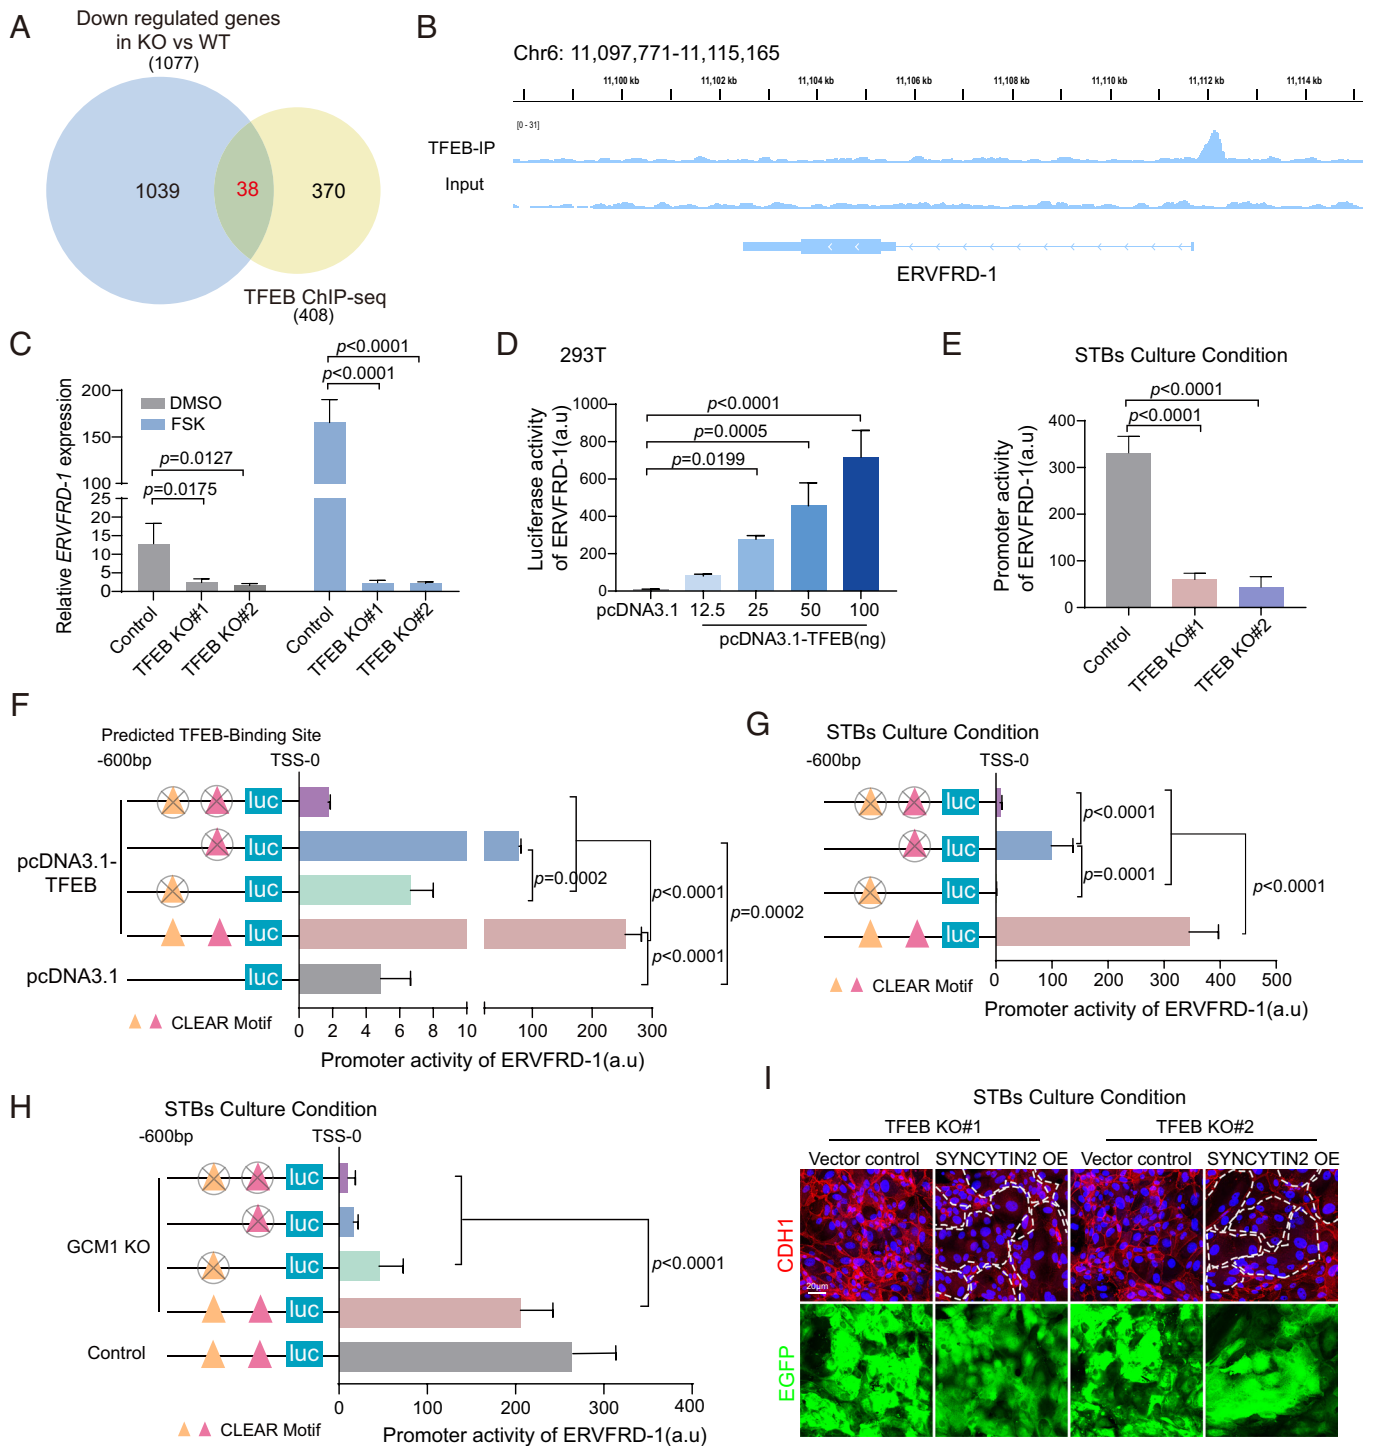 A
Down regulated genes
in KO vs WT
(1077)
1039
38
370
TFEB ChIP-seq
(408)
B
Chr6: 11,097,771-11,115,165
11,100 kb
11,102 kb
11,104 kb
11,106 kb
11,108 kb
11,110 kb
11,112 kb
11,114 kb
[0 - 31]
TFEB-IP
Input
ERVFRD-1
C
Relative ERVFRD-1 expression
200
150
100
25
20
15
10
5
0
DMSO
FSK
p=0.0127
p=0.0175
p<0.0001
p<0.0001
Control
TFEB KO#1
TFEB KO#2
Control
TFEB KO#1
TFEB KO#2
D
293T
Luciferase activity
of ERVFRD-1(a.u)
1000
800
600
400
200
0
p<0.0001
p=0.0005
p=0.0199
pcDNA3.1
12.5
25
50
100
pcDNA3.1-TFEB(ng)
E
STBs Culture Condition
Promoter activity
of ERVFRD-1(a.u)
400
300
200
100
0
p<0.0001
p<0.0001
Control
TFEB KO#1
TFEB KO#2
F
Predicted TFEB-Binding Site
-600bp
TSS-0
luc
luc
luc
luc
luc
pcDNA3.1-
TFEB
pcDNA3.1
p=0.0002
p<0.0001
p<0.0001
p=0.0002
CLEAR Motif
0
2
4
6
8
10
100
200
300
Promoter activity of ERVFRD-1(a.u)
G
STBs Culture Condition
-600bp
TSS-0
luc
luc
luc
luc
p<0.0001
p=0.0001
p<0.0001
CLEAR Motif
0
100
200
300
400
500
Promoter activity of ERVFRD-1(a.u)
H
STBs Culture Condition
-600bp
TSS-0
luc
luc
luc
luc
luc
GCM1 KO
Control
p<0.0001
CLEAR Motif
0
100
200
300
400
Promoter activity of ERVFRD-1(a.u)
I
STBs Culture Condition
TFEB KO#1
TFEB KO#2
Vector control
SYNCYTIN2 OE
Vector control
SYNCYTIN2 OE
CDH1
20μm
EGFP